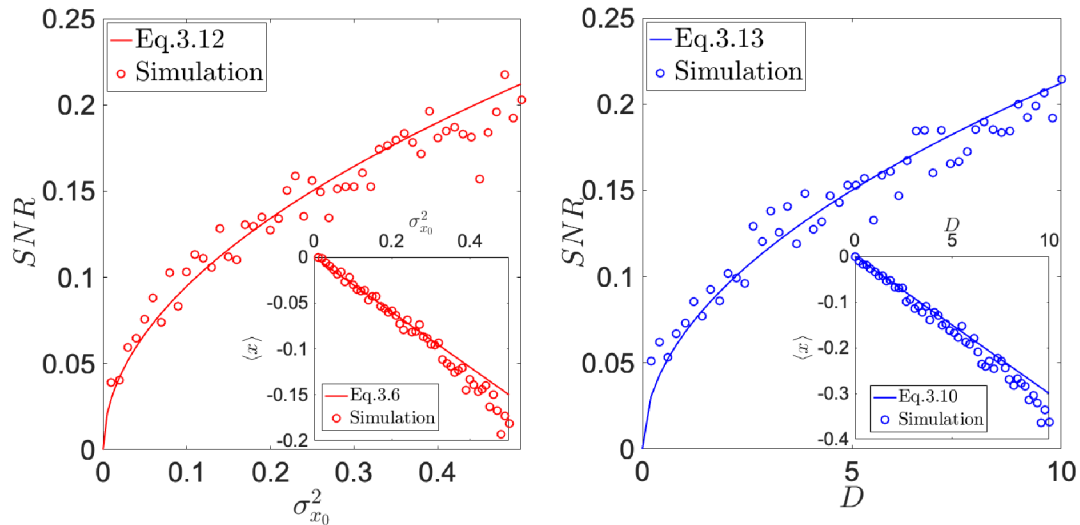 0.25
0.2
0.15
0.1
0.05
0
SNR
Eq.3.12
Simulation
0 0.1 0.2 0.3 0.4
σ²ₓ₀
σ²ₓ₀
0 0.2 0.4
0
-0.05
-0.1
-0.15
-0.2
⟨x⟩
Eq.3.6
Simulation
0.25
0.2
0.15
0.1
0.05
0
SNR
Eq.3.13
Simulation
0 5 10
D
D
0 5 10
0
-0.1
-0.2
-0.3
-0.4
⟨x⟩
Eq.3.10
Simulation